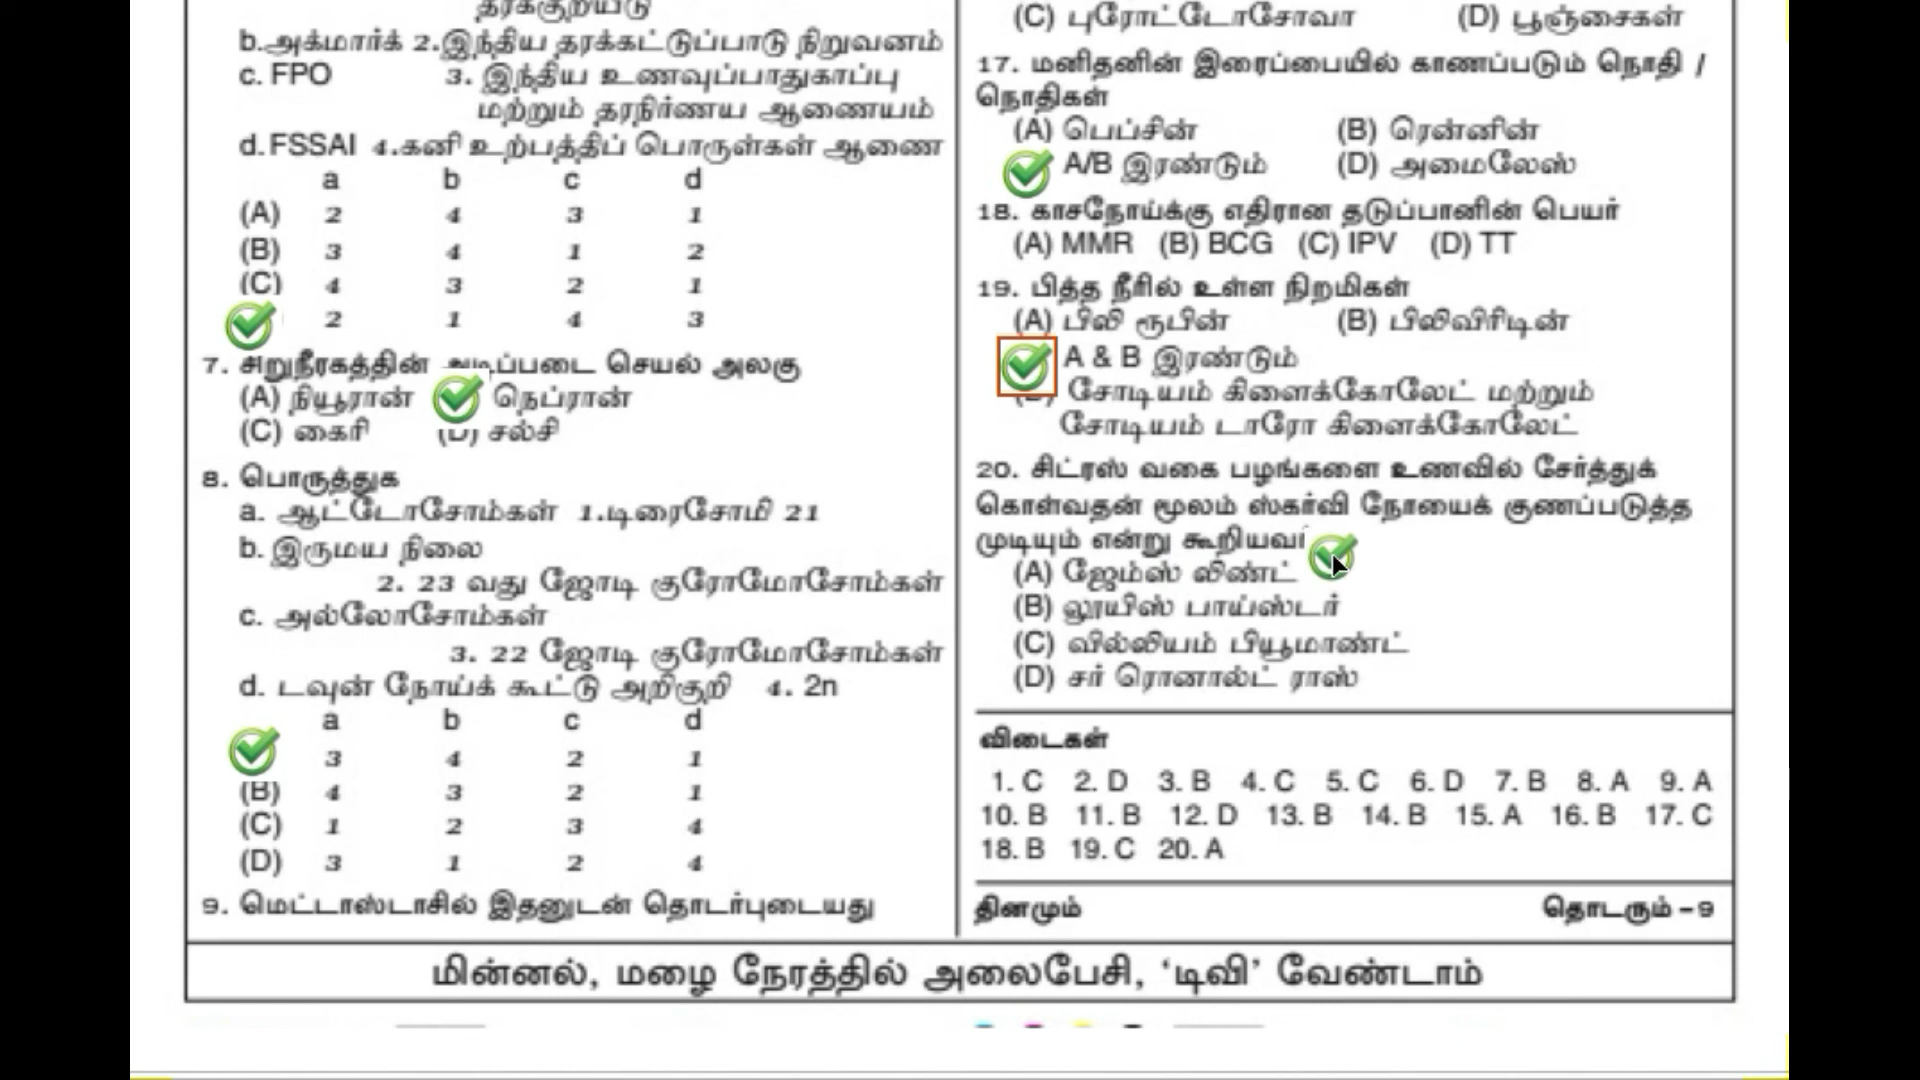 தரக்குறியீடு
b.அக்மார்க் 2.இந்திய தரக்கட்டுப்பாடு நிறுவனம்
c. FPO 3. இந்திய உணவுப்பாதுகாப்பு
மற்றும் தரநிர்ணய ஆணையம்
d.FSSAI 4.கனி உற்பத்திப் பொருள்கள் ஆணை
a b c d
(A) 2 4 3 1
(B) 3 4 1 2
(C) 4 3 2 1
2 1 4 3
7. சிறுநீரகத்தின் அடிப்படை செயல் அலகு
(A) நியூரான் நெப்ரான்
(C) கைரி (D) சல்சி
8. பொருத்துக
a. ஆட்டோசோம்கள் 1.டிரைசோமி 21
b. இருமய நிலை
2. 23 வது ஜோடி குரோமோசோம்கள்
c. அல்லோசோம்கள்
3. 22 ஜோடி குரோமோசோம்கள்
d. டவுன் நோய்க் கூட்டு அறிகுறி 4. 2n
a b c d
3 4 2 1
(B) 4 3 2 1
(C) 1 2 3 4
(D) 3 1 2 4
9. மெட்டாஸ்டாசில் இதனுடன் தொடர்புடையது
(C) புரோட்டோசோவா (D) பூஞ்சைகள்
17. மனிதனின் இரைப்பையில் காணப்படும் நொதி /
நொதிகள்
(A) பெப்சின் (B) ரென்னின்
A/B இரண்டும் (D) அமைலேஸ்
18. காசநோய்க்கு எதிரான தடுப்பானின் பெயர்
(A) MMR (B) BCG (C) IPV (D) TT
19. பித்த நீரில் உள்ள நிறமிகள்
(A) பிலி ரூபின் (B) பிலிவிரிடின்
A & B இரண்டும்
(D) சோடியம் கிளைக்கோலேட் மற்றும்
சோடியம் டாரோ கிளைக்கோலேட்
20. சிட்ரஸ் வகை பழங்களை உணவில் சேர்த்துக்
கொள்வதன் மூலம் ஸ்கர்வி நோயைக் குணப்படுத்த
முடியும் என்று கூறியவர்
(A) ஜேம்ஸ் லிண்ட்
(B) லூயிஸ் பாய்ஸ்டர்
(C) வில்லியம் பியூமாண்ட்
(D) சர் ரொனால்ட் ராஸ்
விடைகள்
1. C 2. D 3. B 4. C 5. C 6. D 7. B 8. A 9. A
10. B 11. B 12. D 13. B 14. B 15. A 16. B 17. C
18. B 19. C 20. A
தினமும் தொடரும் – 9
மின்னல், மழை நேரத்தில் அலைபேசி, ‘டிவி’ வேண்டாம்